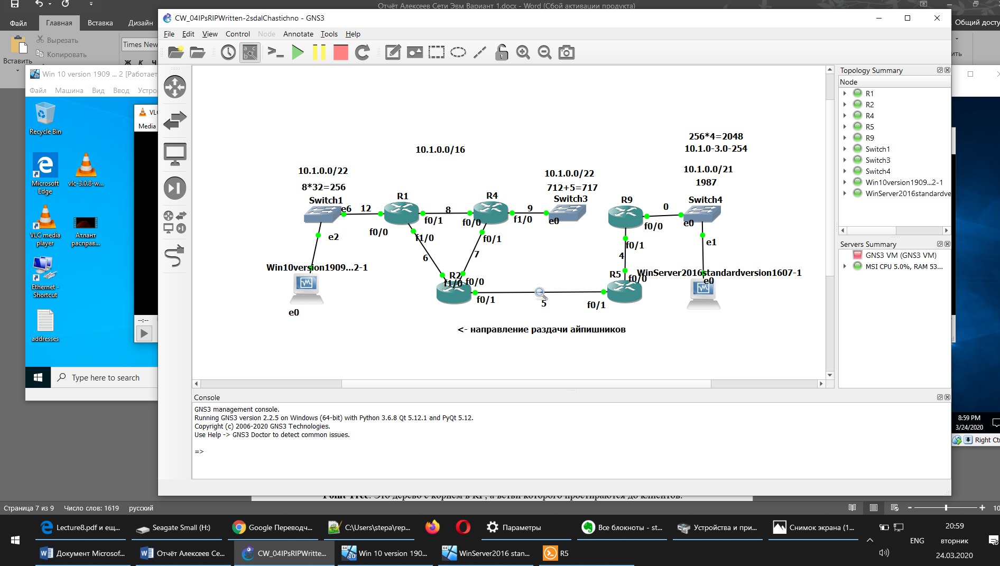 Отчёт Алексеев Сети Эвм Вариант 1.docx - Word (Сбой активации продукта)
Файл
Главная
Вставка
Дизайн
Общий досту
Вырезать
Копировать
Вставить
Times New
Ж К Ч
Win 10 version 1909 ... 2 [Работает
Файл Машина Вид Ввод Устро
Recycle Bin
Microsoft Edge
vlc-3.0.8-w...
VLC media player
Атлант расправ...
Ethernet - Shortcut
addresses
VLC
Media
--:--
Type here to search
CW_04IPsRIPWritten-2sdalChastichno - GNS3
File Edit View Control Node Annotate Tools Help
256*4=2048
10.1.0-3.0-254
10.1.0.0/16
10.1.0.0/22
8*32=256
Switch1
e6
12
e2
R1
f0/0
f0/1
f1/0
8
R4
f0/0
f0/1
f1/0
9
10.1.0.0/22
712+5=717
Switch3
e0
10.1.0.0/21
1987
R9
f0/0
f0/1
0
Switch4
e0
e1
6
7
4
Win10version1909...2-1
e0
R2
f1/0
f0/0
f0/1
5
R5
f0/0
f0/1
WinServer2016standardversion1607-1
e0
<- направление раздачи айпишников
Topology Summary
Node
R1
R2
R4
R5
R9
Switch1
Switch3
Switch4
Win10version1909...2-1
WinServer2016standardve
Servers Summary
GNS3 VM (GNS3 VM)
MSI CPU 5.0%, RAM 53...
Console
GNS3 management console.
Running GNS3 version 2.2.5 on Windows (64-bit) with Python 3.6.8 Qt 5.12.1 and PyQt 5.12.
Copyright (c) 2006-2020 GNS3 Technologies.
Use Help -> GNS3 Doctor to detect common issues.
=>
8:59 PM
3/24/2020
Right Ct
Point Tree. Это дерево с корнем в RP, а ветви которого простираются до клиентов.
Страница 7 из 9 Число слов: 1619 русский
10
Lecture8.pdf и ещ...
Seagate Small (H:)
Google Переводч...
C:\Users\stepa\rep...
Параметры
Все блокноты - st...
Устройства и при...
Снимок экрана (1...
Документ Microsof...
Отчёт Алексеев Се...
CW_04IPsRIPWritte...
Win 10 version 190...
WinServer2016 stan...
R5
ENG
20:59
вторник
24.03.2020